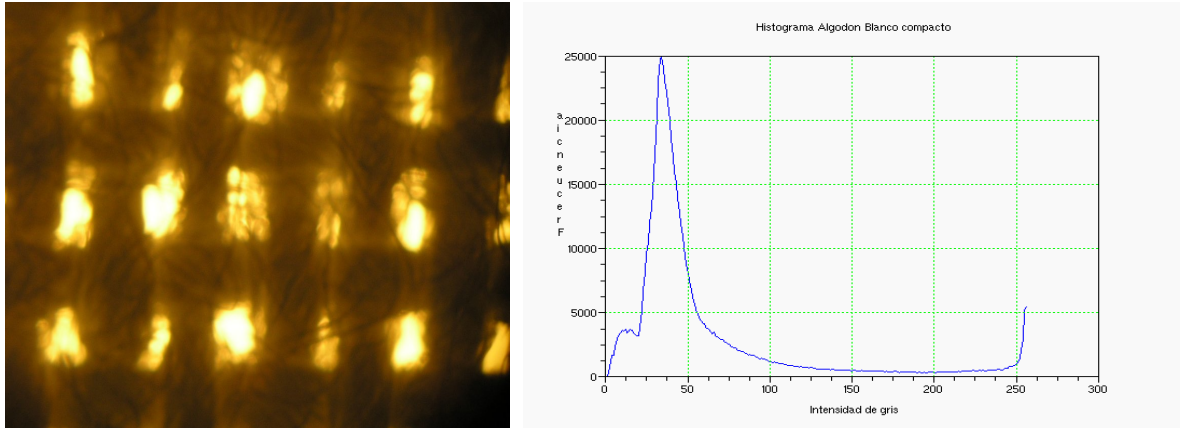 Histograma Algodon Blanco compacto
25000
20000
15000
10000
5000
0
a
i
c
n
e
u
c
e
r
F
0 50 100 150 200 250 300
Intensidad de gris